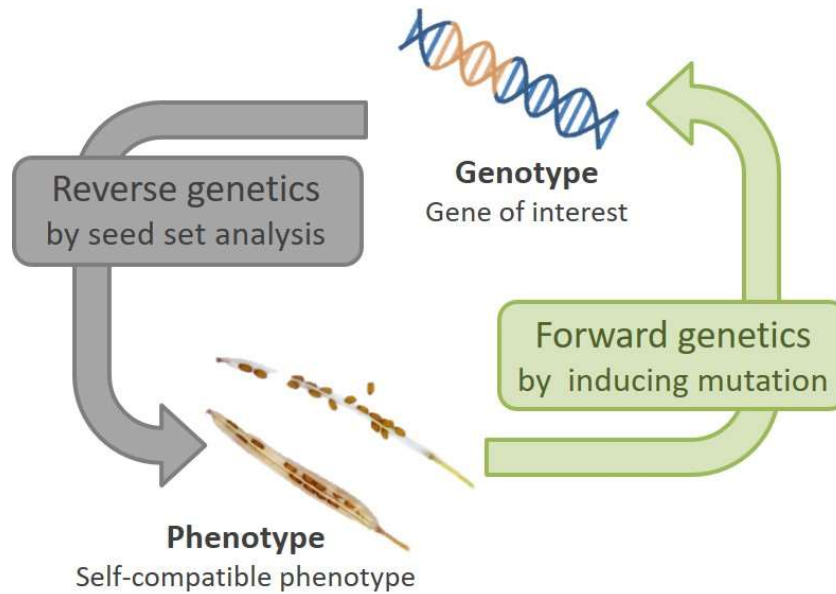 Genotype
Gene of interest
Reverse genetics
by seed set analysis
Forward genetics
by inducing mutation
Phenotype
Self-compatible phenotype